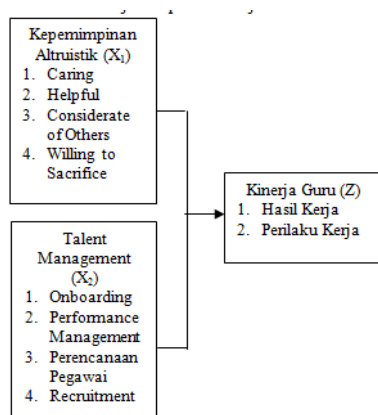 Kepemimpinan
Altruistik (X₁)
1. Caring
2. Helpful
3. Considerate
of Others
4. Willing to
Sacrifice
Kinerja Guru (Z)
1. Hasil Kerja
2. Perilaku Kerja
Talent
Management
(X₂)
1. Onboarding
2. Performance
Management
3. Perencanaan
Pegawai
4. Recruitment